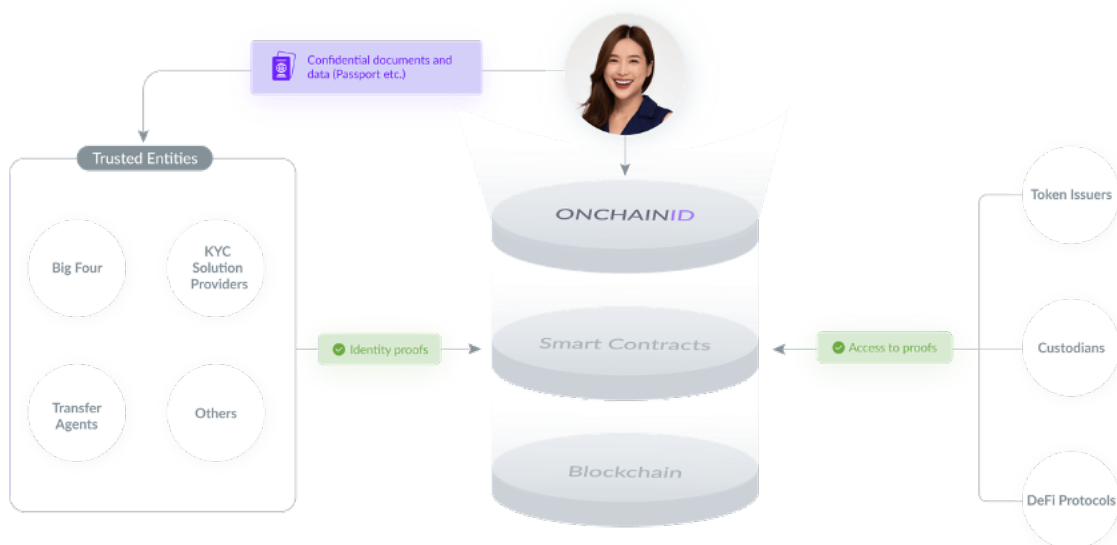 Confidential documents and
data (Passport etc.)
Trusted Entities
Big Four
KYC
Solution
Providers
Transfer
Agents
Others
Identity proofs
ONCHAINID
Smart Contracts
Blockchain
Access to proofs
Token Issuers
Custodians
DeFi Protocols